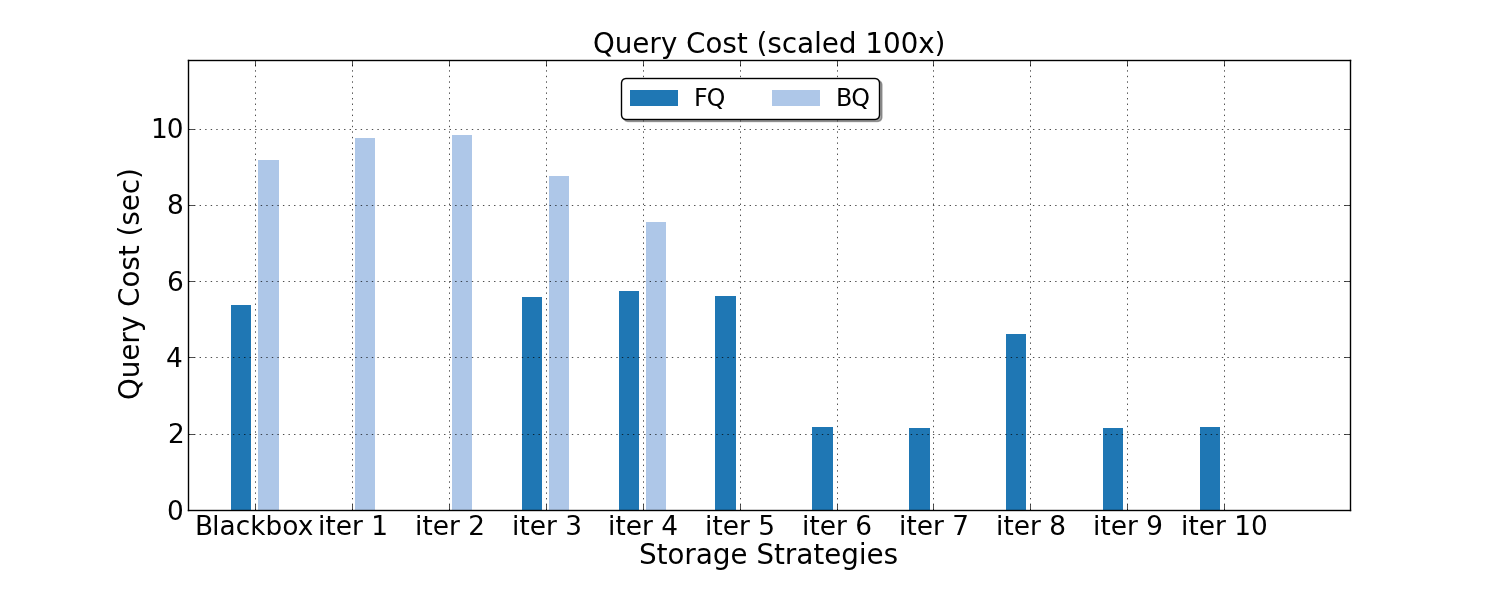 Query Cost (scaled 100x)
FQ BQ
Query Cost (sec)
10
8
6
4
2
0
Blackbox iter 1 iter 2 iter 3 iter 4 iter 5 iter 6 iter 7 iter 8 iter 9 iter 10
Storage Strategies